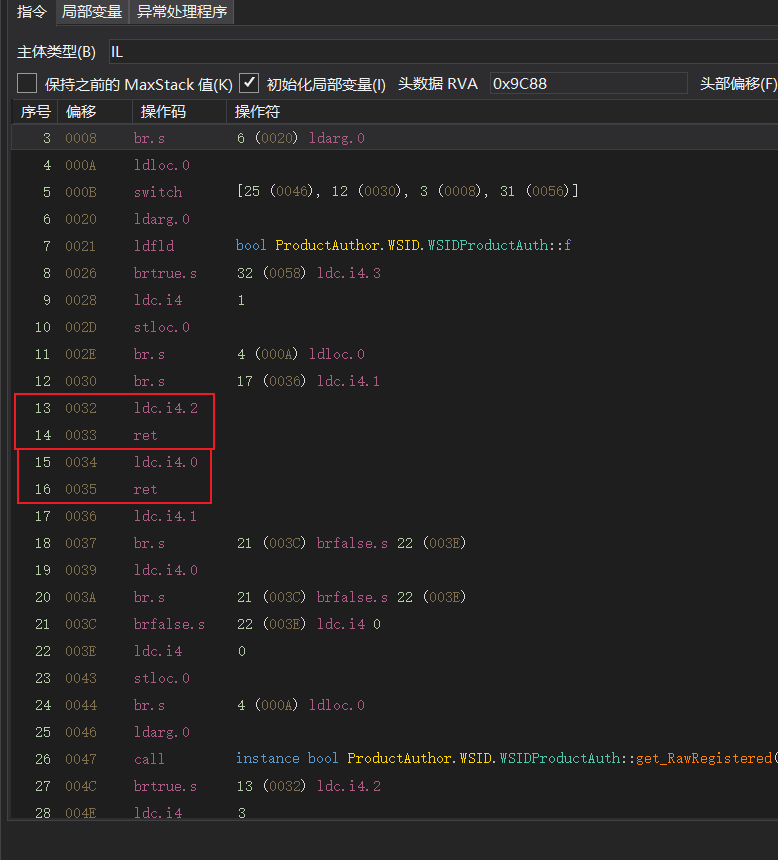 指令 局部变量 异常处理程序
主体类型(B) IL
保持之前的 MaxStack 值(K) 初始化局部变量(I) 头数据 RVA 0x9C88 头部偏移(F)
序号 偏移 操作码 操作符
3 0008 br.s 6 (0020) ldarg.0
4 000A ldloc.0
5 000B switch [25 (0046), 12 (0030), 3 (0008), 31 (0056)]
6 0020 ldarg.0
7 0021 ldfld bool ProductAuthor.WSID.WSIDProductAuth::f
8 0026 brtrue.s 32 (0058) ldc.i4.3
9 0028 ldc.i4 1
10 002D stloc.0
11 002E br.s 4 (000A) ldloc.0
12 0030 br.s 17 (0036) ldc.i4.1
13 0032 ldc.i4.2
14 0033 ret
15 0034 ldc.i4.0
16 0035 ret
17 0036 ldc.i4.1
18 0037 br.s 21 (003C) brfalse.s 22 (003E)
19 0039 ldc.i4.0
20 003A br.s 21 (003C) brfalse.s 22 (003E)
21 003C brfalse.s 22 (003E) ldc.i4 0
22 003E ldc.i4 0
23 0043 stloc.0
24 0044 br.s 4 (000A) ldloc.0
25 0046 ldarg.0
26 0047 call instance bool ProductAuthor.WSID.WSIDProductAuth::get_RawRegistered(
27 004C brtrue.s 13 (0032) ldc.i4.2
28 004E ldc.i4 3